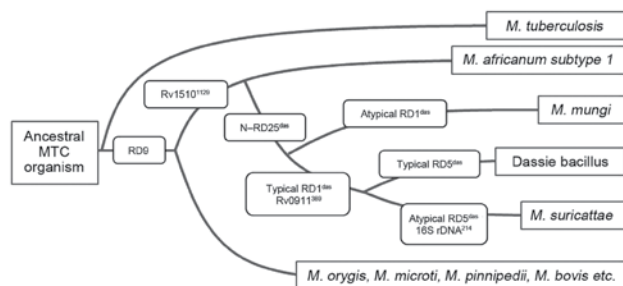 M. tuberculosis
M. africanum subtype 1
Rv1510¹¹²⁹
N–RD25ᵈᵃˢ
Atypical RD1ᵈᵃˢ
M. mungi
Ancestral
MTC
organism
RD9
Typical RD5ᵈᵃˢ
Dassie bacillus
Typical RD1ᵈᵃˢ
Rv0911³⁸⁹
Atypical RD5ᵈᵃˢ
16S rDNA²¹⁴
M. suricattae
M. orygis, M. microti, M. pinnipedii, M. bovis etc.